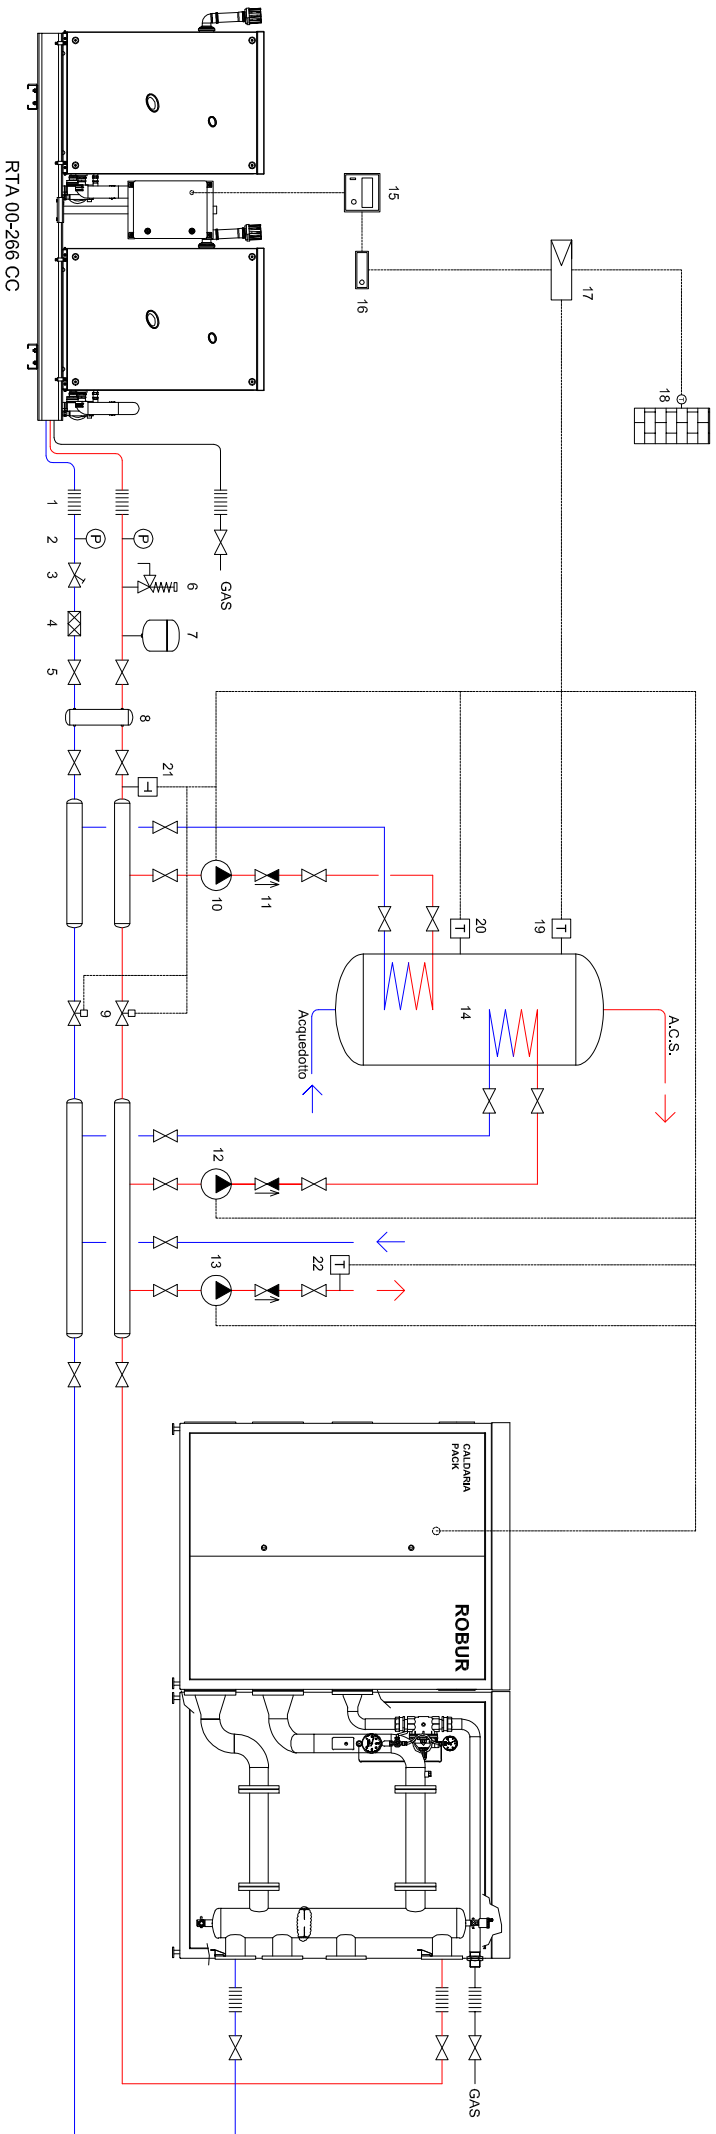 RTA 00-266 CC
15
16
17
18
T
GAS
1
2
3
4
5
P
P
6
7
8
21
T
9
10
11
20
T
19
T
14
A.C.S.
Acquedotto
12
13
22
T
CALDARIA
PACK
ROBUR
GAS